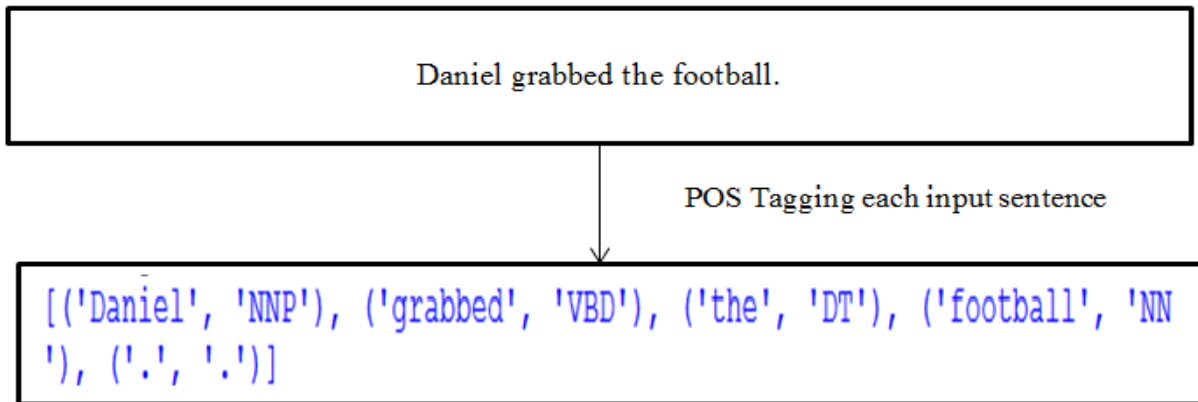 Daniel grabbed the football.
POS Tagging each input sentence
[('Daniel', 'NNP'), ('grabbed', 'VBD'), ('the', 'DT'), ('football', 'NN
'), ('.', '.')]